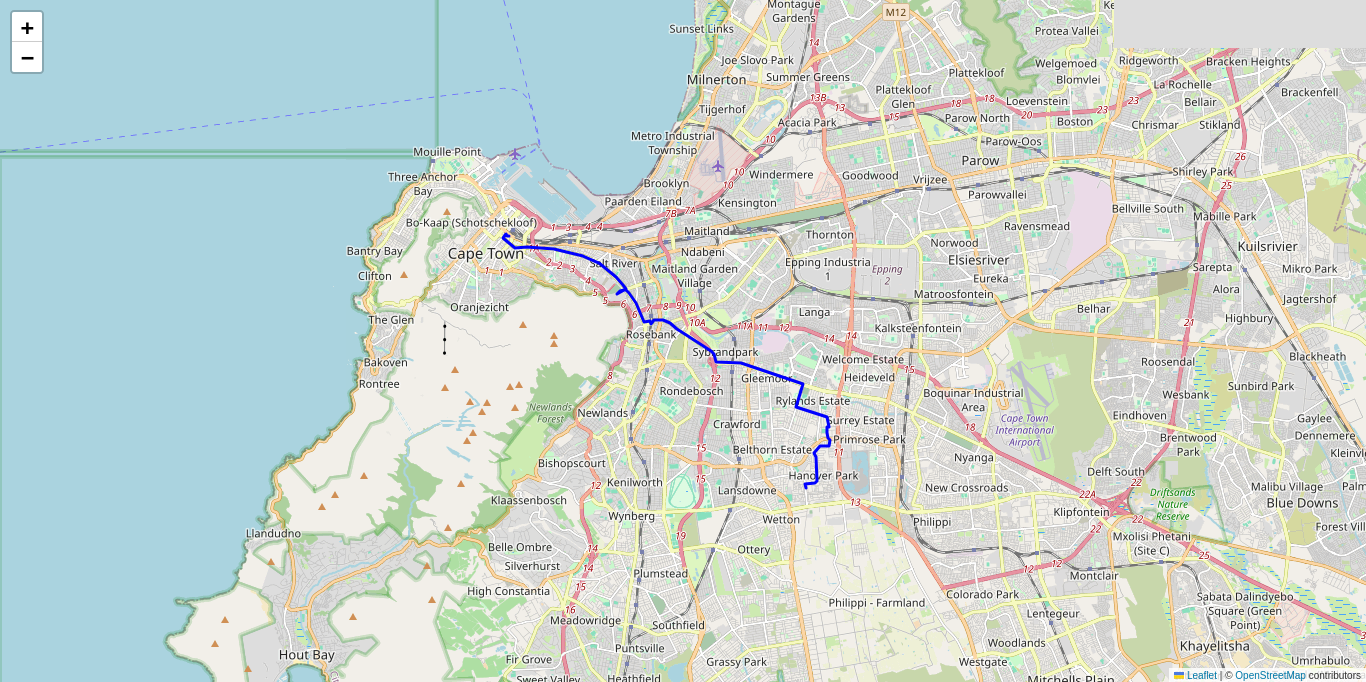 +
−
Montague
Gardens
M12
Ke
Sunset Links
Protea Vallei
Joe Slovo Park
Welgemoed
Ridgeworth
Bracken Heights
Milnerton
Summer Greens
14
Plattekloof
Blomvlei
La Rochelle
Plattekloof
Glen
Brackenfell
Tijgerhof
13B
13
18
18
Loevenstein
23
23
Bellair
15
Acacia Park
Parow North
20
Boston
Chrismar
Stikland
Metro Industrial
Township
10
Parow-Oos
Mouille Point
Parow
26
Three Anchor
Bay
Brooklyn
10
10
Windermere
Goodwood
Vrijzee
Shirley Park
25
Paarden Eiland
Kensington
Parowvallei
Bellville South
Mabille Park
Bo-Kaap (Schotschekloof)
7B
7A
1
3
4
4
Maitland
Thornton
Ravensmead
Kuilsrivier
Bantry Bay
Cape Town
Ndabeni
Norwood
Elsiesriver
Salt River
Epping Industria
1
Epping
2
Sarepta
Mikro Park
Clifton
1
1
2
2
3
Maitland Garden
Village
Eureka
Alora
Matroosfontein
Jagtershof
Oranjezicht
5
5
5
6
6
7
8
9
10
Belhar
Highbury
The Glen
Langa
21
Rosebank
10A
11A
11
12
14
Kalksteenfontein
Bakoven
Sybrandpark
Welcome Estate
Roosendal
Blackheath
Rontree
8
12
Gleemoor
Heideveld
Sunbird Park
Rondebosch
Rylands Estate
Boquinar Industrial
Area
Wesbank
Newlands
Forest
Newlands
Crawford
Surrey Estate
Cape Town
International
Airport
Eindhoven
Gaylee
Dennemere
15
Belthorn Estate
Primrose Park
11
Brentwood
Park
Kleinvl
Bishopscourt
Nyanga
Delft South
Hanover Park
22
12
Kenilworth
15
Lansdowne
New Crossroads
22A
Driftsands
Nature
Reserve
Malibu Village
Palm
Klaassenbosch
13
Blue Downs
Wynberg
Wetton
Philippi
Klipfontein
22
22
Forest Vill
Llandudno
19
Mxolisi Phetani
(Site C)
Belle Ombre
14
Ottery
25
Silverhurst
Plumstead
12
12
Montclair
High Constantia
15
16
Philippi - Farmland
Colorado Park
Sabata Dalindyebo
Square (Green
Point)
Meadowridge
Southfield
Lentegeur
Puntsville
Woodlands
Khayelitsha
Hout Bay
Fir Grove
Grassy Park
Westgate
Umrhabulo
Sweet Valley
Heathfield
Mitchells Plain
Leaflet | © OpenStreetMap contributors